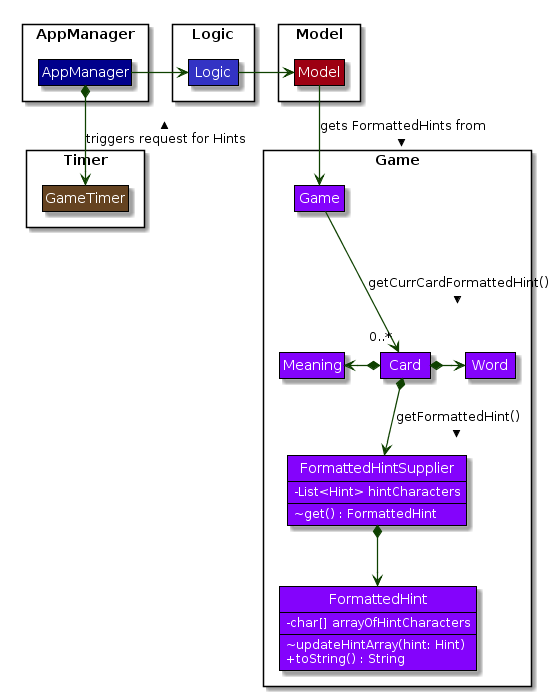 AppManager
Logic
Model
AppManager
Logic
Model
▲
triggers request for Hints
gets FormattedHints from
▼
Timer
Game
GameTimer
Game
getCurrCardFormattedHint()
▼
0..*
Meaning
Card
Word
getFormattedHint()
▼
FormattedHintSupplier
-List<Hint> hintCharacters
~get() : FormattedHint
FormattedHint
-char[] arrayOfHintCharacters
~updateHintArray(hint: Hint)
+toString() : String